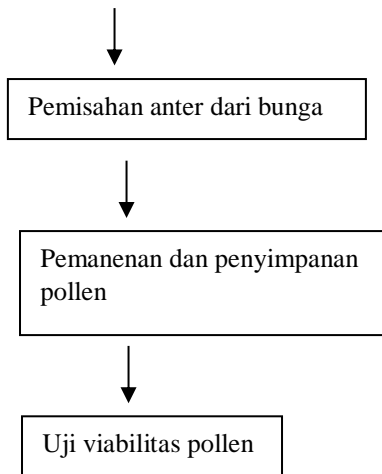 Pemisahan anter dari bunga
Pemanenan dan penyimpanan
pollen
Uji viabilitas pollen